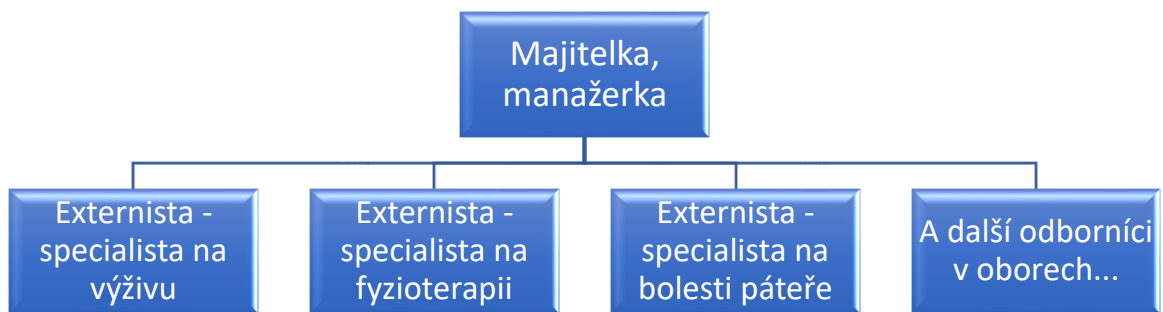 Majitelka,
manažerka
Externista -
specialista na
výživu
Externista -
specialista na
fyzioterapii
Externista -
specialista na
bolesti páteře
A další odborníci
v oborech...